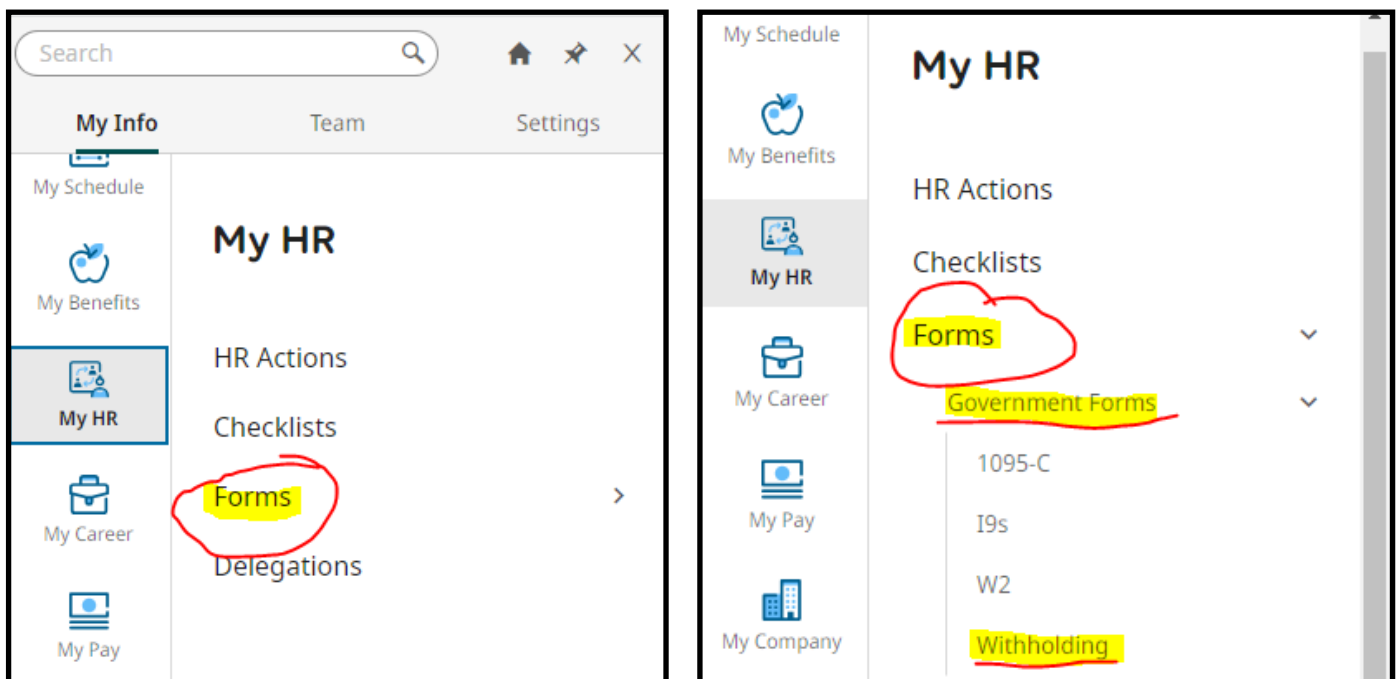 Search
My Info Team Settings
My Schedule
My Benefits
My HR
My Career
My Pay
My HR
HR Actions
Checklists
Forms
Delegations
My Schedule
My Benefits
My HR
My Career
My Pay
My Company
My HR
HR Actions
Checklists
Forms
Government Forms
1095-C
I9s
W2
Withholding